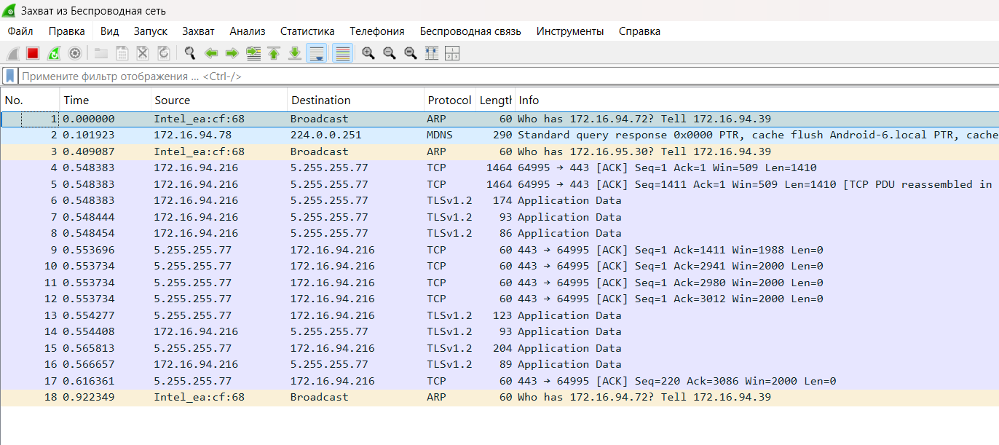 Захват из Беспроводная сеть
Файл Правка Вид Запуск Захват Анализ Статистика Телефония Беспроводная связь Инструменты Справка
Примените фильтр отображения ... <Ctrl-/>
No. Time Source Destination Protocol Length Info
1 0.000000 Intel_ea:cf:68 Broadcast ARP 60 Who has 172.16.94.72? Tell 172.16.94.39
2 0.101923 172.16.94.78 224.0.0.251 MDNS 290 Standard query response 0x0000 PTR, cache flush Android-6.local PTR, cache
3 0.409087 Intel_ea:cf:68 Broadcast ARP 60 Who has 172.16.95.30? Tell 172.16.94.39
4 0.548383 172.16.94.216 5.255.255.77 TCP 1464 64995 → 443 [ACK] Seq=1 Ack=1 Win=509 Len=1410
5 0.548383 172.16.94.216 5.255.255.77 TCP 1464 64995 → 443 [ACK] Seq=1411 Ack=1 Win=509 Len=1410 [TCP PDU reassembled in
6 0.548383 172.16.94.216 5.255.255.77 TLSv1.2 174 Application Data
7 0.548444 172.16.94.216 5.255.255.77 TLSv1.2 93 Application Data
8 0.548454 172.16.94.216 5.255.255.77 TLSv1.2 86 Application Data
9 0.553696 5.255.255.77 172.16.94.216 TCP 60 443 → 64995 [ACK] Seq=1 Ack=1411 Win=1988 Len=0
10 0.553734 5.255.255.77 172.16.94.216 TCP 60 443 → 64995 [ACK] Seq=1 Ack=2941 Win=2000 Len=0
11 0.553734 5.255.255.77 172.16.94.216 TCP 60 443 → 64995 [ACK] Seq=1 Ack=2980 Win=2000 Len=0
12 0.553734 5.255.255.77 172.16.94.216 TCP 60 443 → 64995 [ACK] Seq=1 Ack=3012 Win=2000 Len=0
13 0.554277 5.255.255.77 172.16.94.216 TLSv1.2 123 Application Data
14 0.554408 172.16.94.216 5.255.255.77 TLSv1.2 93 Application Data
15 0.565813 5.255.255.77 172.16.94.216 TLSv1.2 204 Application Data
16 0.566657 172.16.94.216 5.255.255.77 TLSv1.2 89 Application Data
17 0.616361 5.255.255.77 172.16.94.216 TCP 60 443 → 64995 [ACK] Seq=220 Ack=3086 Win=2000 Len=0
18 0.922349 Intel_ea:cf:68 Broadcast ARP 60 Who has 172.16.94.72? Tell 172.16.94.39